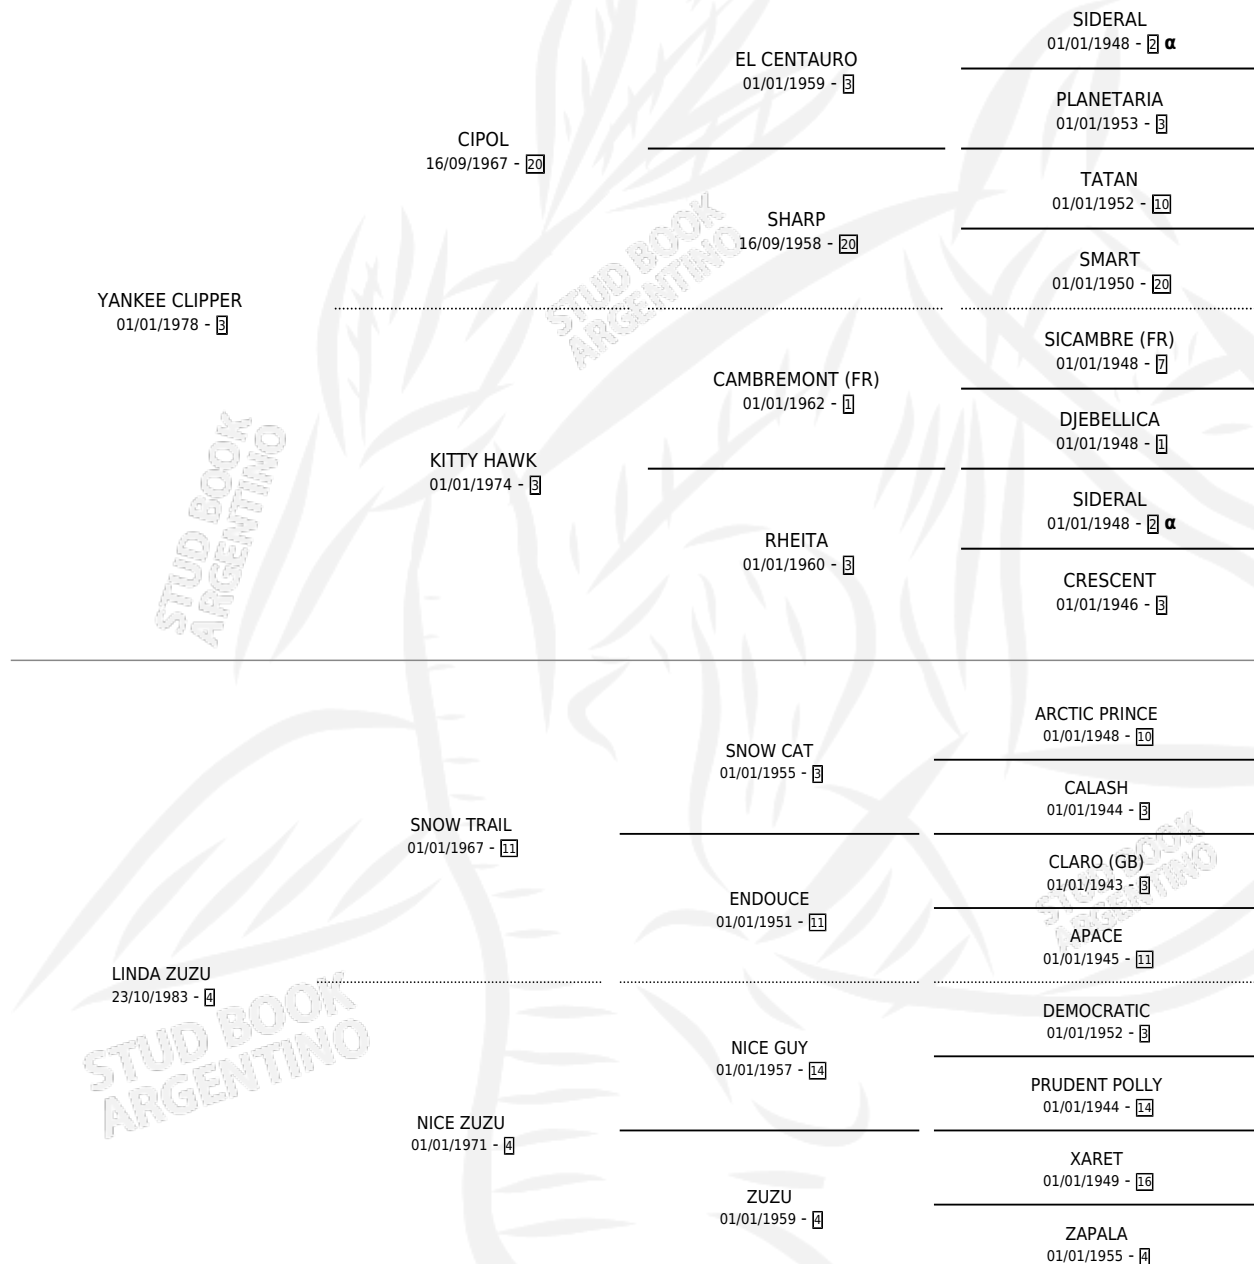 SIDERAL
01/01/1948 - 2 α
EL CENTAURO
01/01/1959 - 3
PLANETARIA
01/01/1953 - 3
CIPOL
16/09/1967 - 20
TATAN
01/01/1952 - 10
SHARP
16/09/1958 - 20
SMART
01/01/1950 - 20
YANKEE CLIPPER
01/01/1978 - 3
SICAMBRE (FR)
01/01/1948 - 7
CAMBREMONT (FR)
01/01/1962 - 1
DJEBELLICA
01/01/1948 - 1
KITTY HAWK
01/01/1974 - 3
SIDERAL
01/01/1948 - 2 α
RHEITA
01/01/1960 - 3
CRESCENT
01/01/1946 - 3
ARCTIC PRINCE
01/01/1948 - 10
SNOW CAT
01/01/1955 - 3
CALASH
01/01/1944 - 3
SNOW TRAIL
01/01/1967 - 11
CLARO (GB)
01/01/1943 - 3
ENDOUCE
01/01/1951 - 11
APACE
01/01/1945 - 11
LINDA ZUZU
23/10/1983 - 4
DEMOCRATIC
01/01/1952 - 3
NICE GUY
01/01/1957 - 14
PRUDENT POLLY
01/01/1944 - 14
NICE ZUZU
01/01/1971 - 4
XARET
01/01/1949 - 16
ZUZU
01/01/1959 - 4
ZAPALA
01/01/1955 - 4
STUD BOOK
ARGENTINO
STUD BOOK
ARGENTINO
STUD BOOK
ARGENTINO
STUD BOOK
ARGENTINO